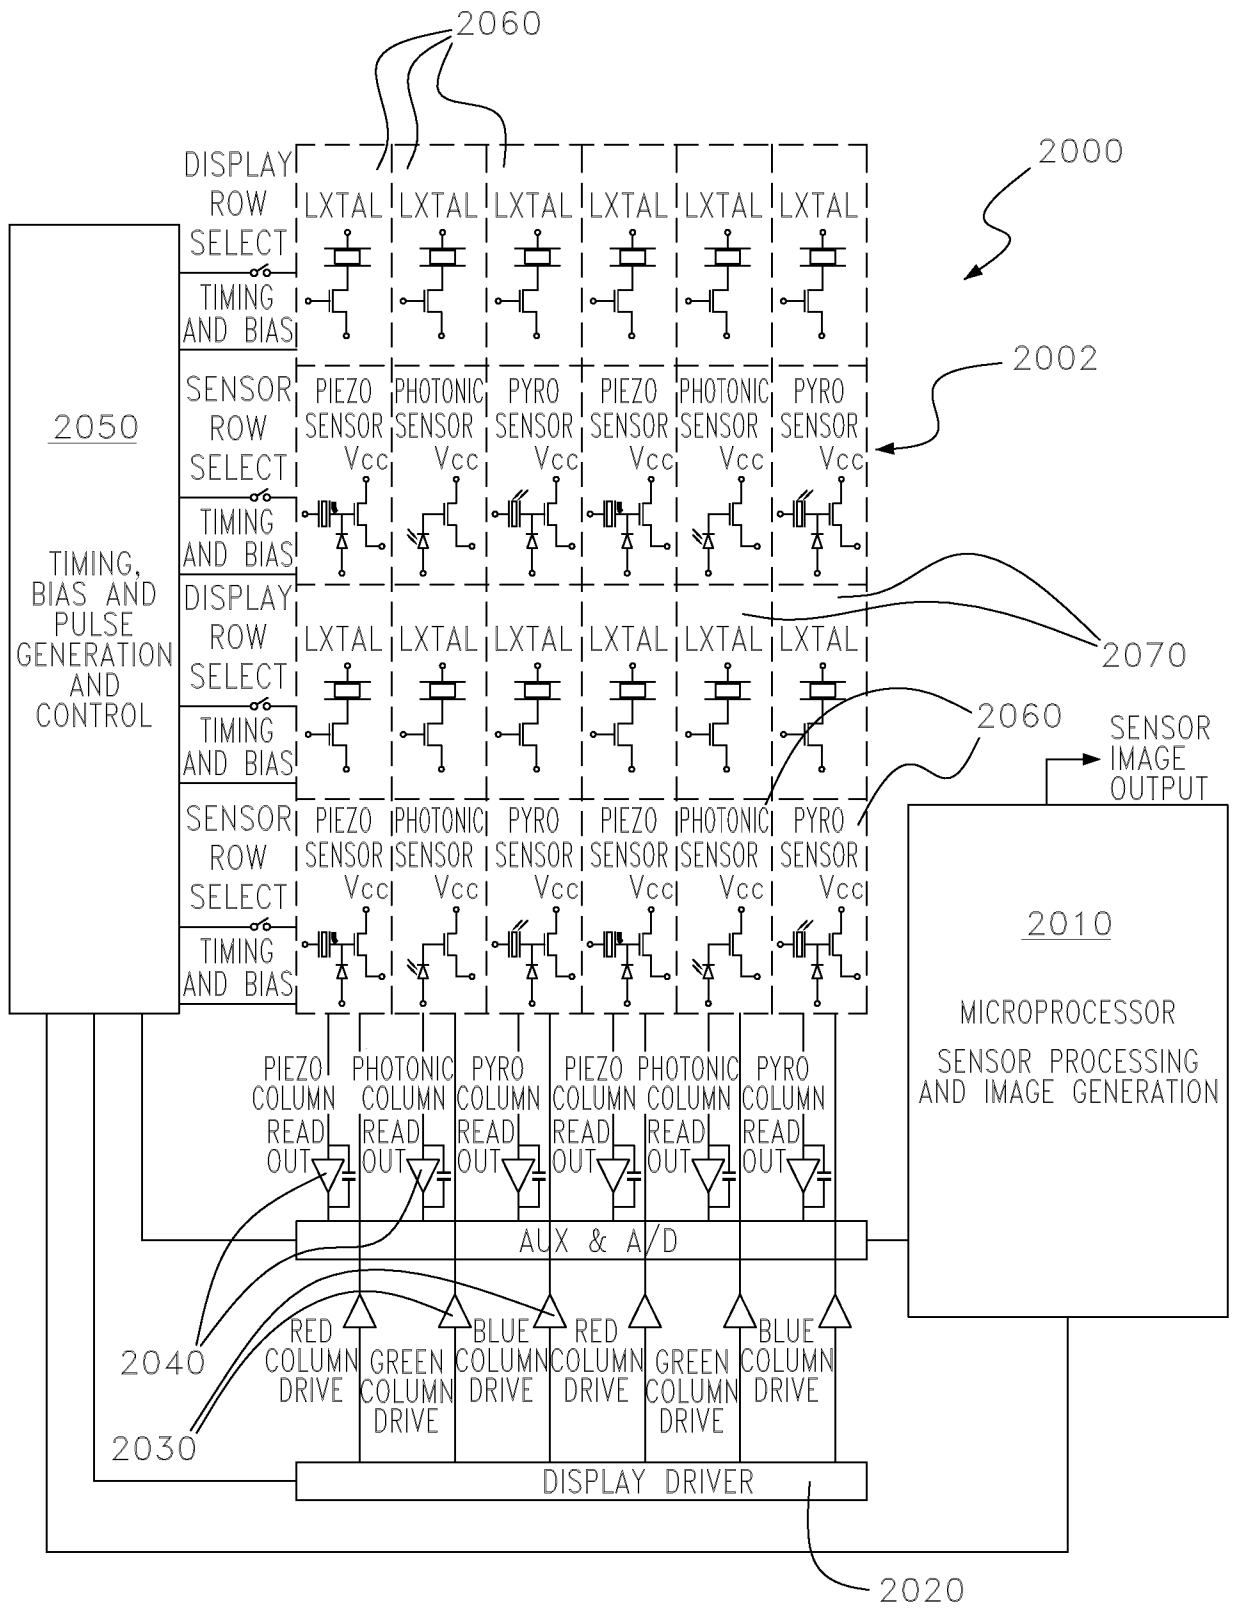 2060
2000
DISPLAY
ROW
SELECT
LXTAL LXTAL LXTAL LXTAL LXTAL LXTAL
TIMING
AND BIAS
2002
SENSOR
ROW
SELECT
PIEZO PHOTONIC PYRO PIEZO PHOTONIC PYRO
SENSOR SENSOR SENSOR SENSOR SENSOR SENSOR
Vcc Vcc Vcc Vcc Vcc Vcc
TIMING
AND BIAS
2050
TIMING,
BIAS AND
PULSE
GENERATION
AND
CONTROL
DISPLAY
ROW
SELECT
LXTAL LXTAL LXTAL LXTAL LXTAL LXTAL
TIMING
AND BIAS
2070
2060
SENSOR
IMAGE
OUTPUT
SENSOR
ROW
SELECT
PIEZO PHOTONIC PYRO PIEZO PHOTONIC PYRO
SENSOR SENSOR SENSOR SENSOR SENSOR SENSOR
Vcc Vcc Vcc Vcc Vcc Vcc
TIMING
AND BIAS
2010
MICROPROCESSOR
SENSOR PROCESSING
AND IMAGE GENERATION
PIEZO PHOTONIC PYRO PIEZO PHOTONIC PYRO
COLUMN COLUMN COLUMN COLUMN COLUMN COLUMN
READ READ READ READ READ READ
OUT OUT OUT OUT OUT OUT
AUX & A/D
2040
RED
COLUMN
DRIVE
GREEN
COLUMN
DRIVE
BLUE
COLUMN
DRIVE
RED
COLUMN
DRIVE
GREEN
COLUMN
DRIVE
BLUE
COLUMN
DRIVE
2030
DISPLAY DRIVER
2020